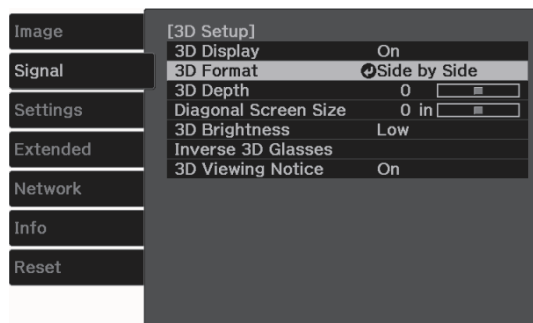 Image
Signal
Settings
Extended
Network
Info
Reset
[3D Setup]
3D Display On
3D Format Side by Side
3D Depth 0
Diagonal Screen Size 0 in
3D Brightness Low
Inverse 3D Glasses
3D Viewing Notice On